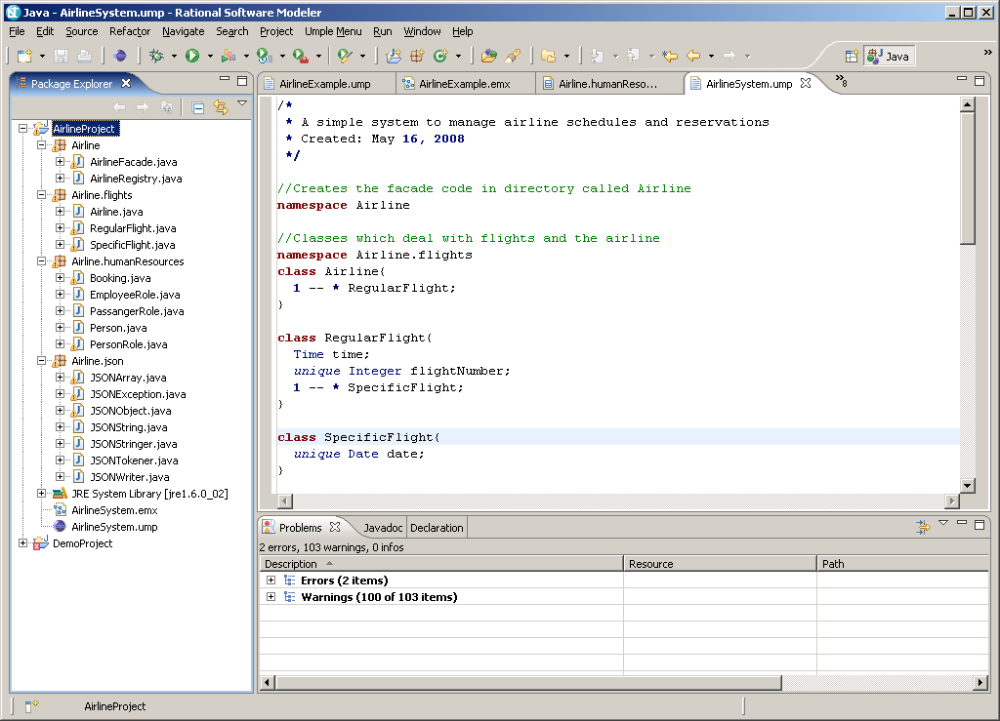 Java - AirlineSystem.ump - Rational Software Modeler
File Edit Source Refactor Navigate Search Project Umple Menu Run Window Help
Java
Package Explorer
AirlineProject
Airline
AirlineFacade.java
AirlineRegistry.java
Airline.flights
Airline.java
RegularFlight.java
SpecificFlight.java
Airline.humanResources
Booking.java
EmployeeRole.java
PassangerRole.java
Person.java
PersonRole.java
Airline.json
JSONArray.java
JSONException.java
JSONObject.java
JSONString.java
JSONStringer.java
JSONTokener.java
JSONWriter.java
JRE System Library [jre1.6.0_02]
AirlineSystem.emx
AirlineSystem.ump
DemoProject
AirlineExample.ump AirlineExample.emx Airline.humanReso... AirlineSystem.ump »8
/*
* A simple system to manage airline schedules and reservations
* Created: May 16, 2008
*/
//Creates the facade code in directory called Airline
namespace Airline
//Classes which deal with flights and the airline
namespace Airline.flights
class Airline{
1 -- * RegularFlight;
}
class RegularFlight{
Time time;
unique Integer flightNumber;
1 -- * SpecificFlight;
}
class SpecificFlight{
unique Date date;
}
Problems Javadoc Declaration
2 errors, 103 warnings, 0 infos
Description Resource Path
Errors (2 items)
Warnings (100 of 103 items)
AirlineProject